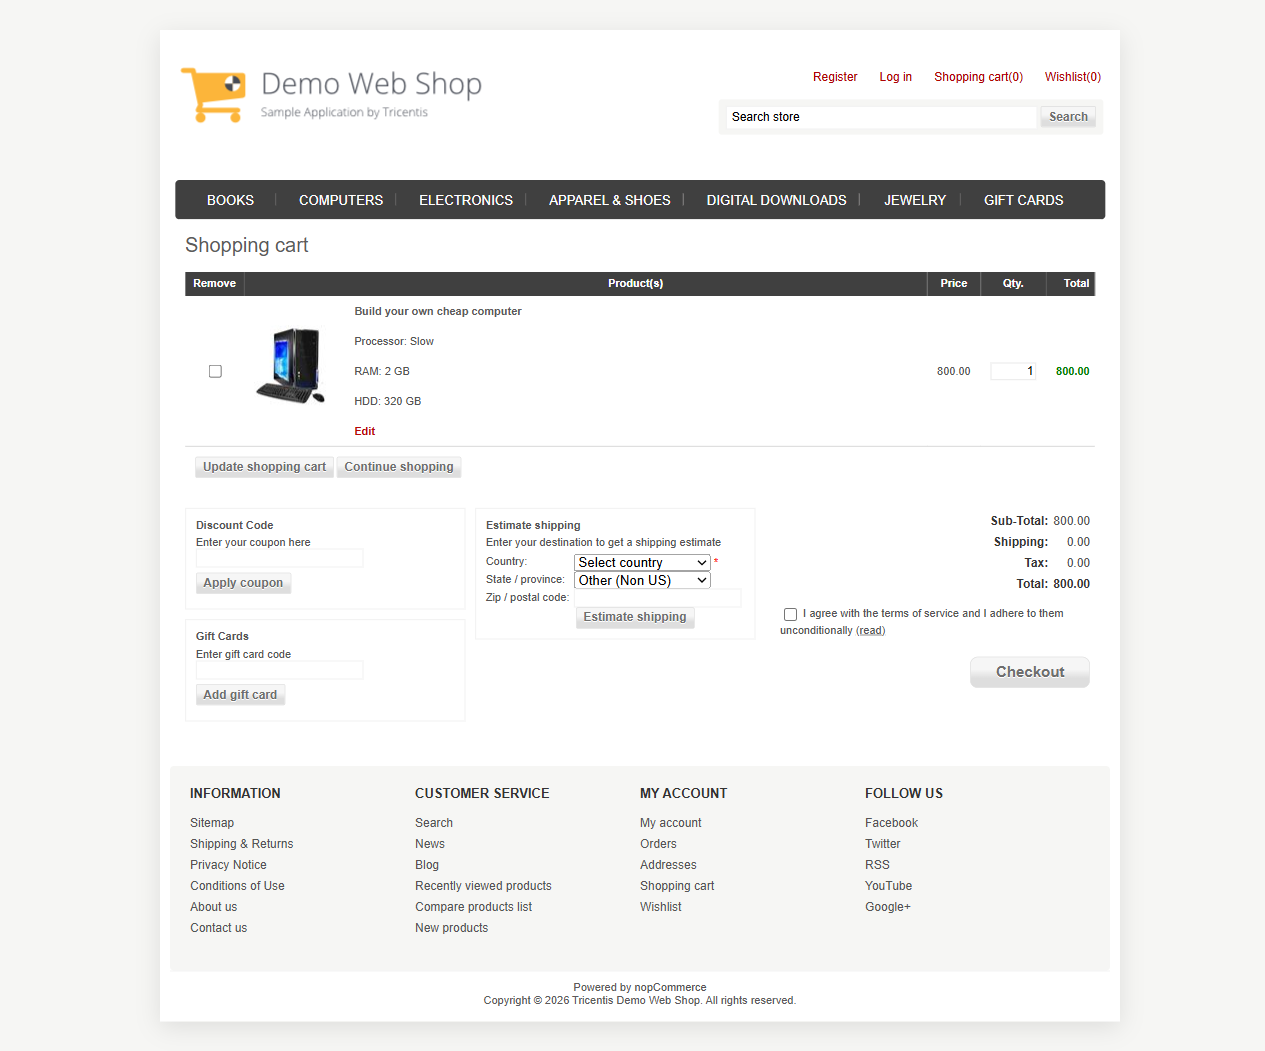 Demo Web Shop
Sample Application by Tricentis
Register Log in Shopping cart(0) Wishlist(0)
Search store Search
BOOKS COMPUTERS ELECTRONICS APPAREL & SHOES DIGITAL DOWNLOADS JEWELRY GIFT CARDS
Shopping cart
Remove Product(s) Price Qty. Total
Build your own cheap computer
Processor: Slow
RAM: 2 GB
HDD: 320 GB
Edit
800.00 1 800.00
Update shopping cart Continue shopping
Discount Code
Enter your coupon here
Apply coupon
Gift Cards
Enter gift card code
Add gift card
Estimate shipping
Enter your destination to get a shipping estimate
Country: Select country *
State / province: Other (Non US)
Zip / postal code:
Estimate shipping
Sub-Total: 800.00
Shipping: 0.00
Tax: 0.00
Total: 800.00
I agree with the terms of service and I adhere to them
unconditionally (read)
Checkout
INFORMATION
Sitemap
Shipping & Returns
Privacy Notice
Conditions of Use
About us
Contact us
CUSTOMER SERVICE
Search
News
Blog
Recently viewed products
Compare products list
New products
MY ACCOUNT
My account
Orders
Addresses
Shopping cart
Wishlist
FOLLOW US
Facebook
Twitter
RSS
YouTube
Google+
Powered by nopCommerce
Copyright © 2026 Tricentis Demo Web Shop. All rights reserved.